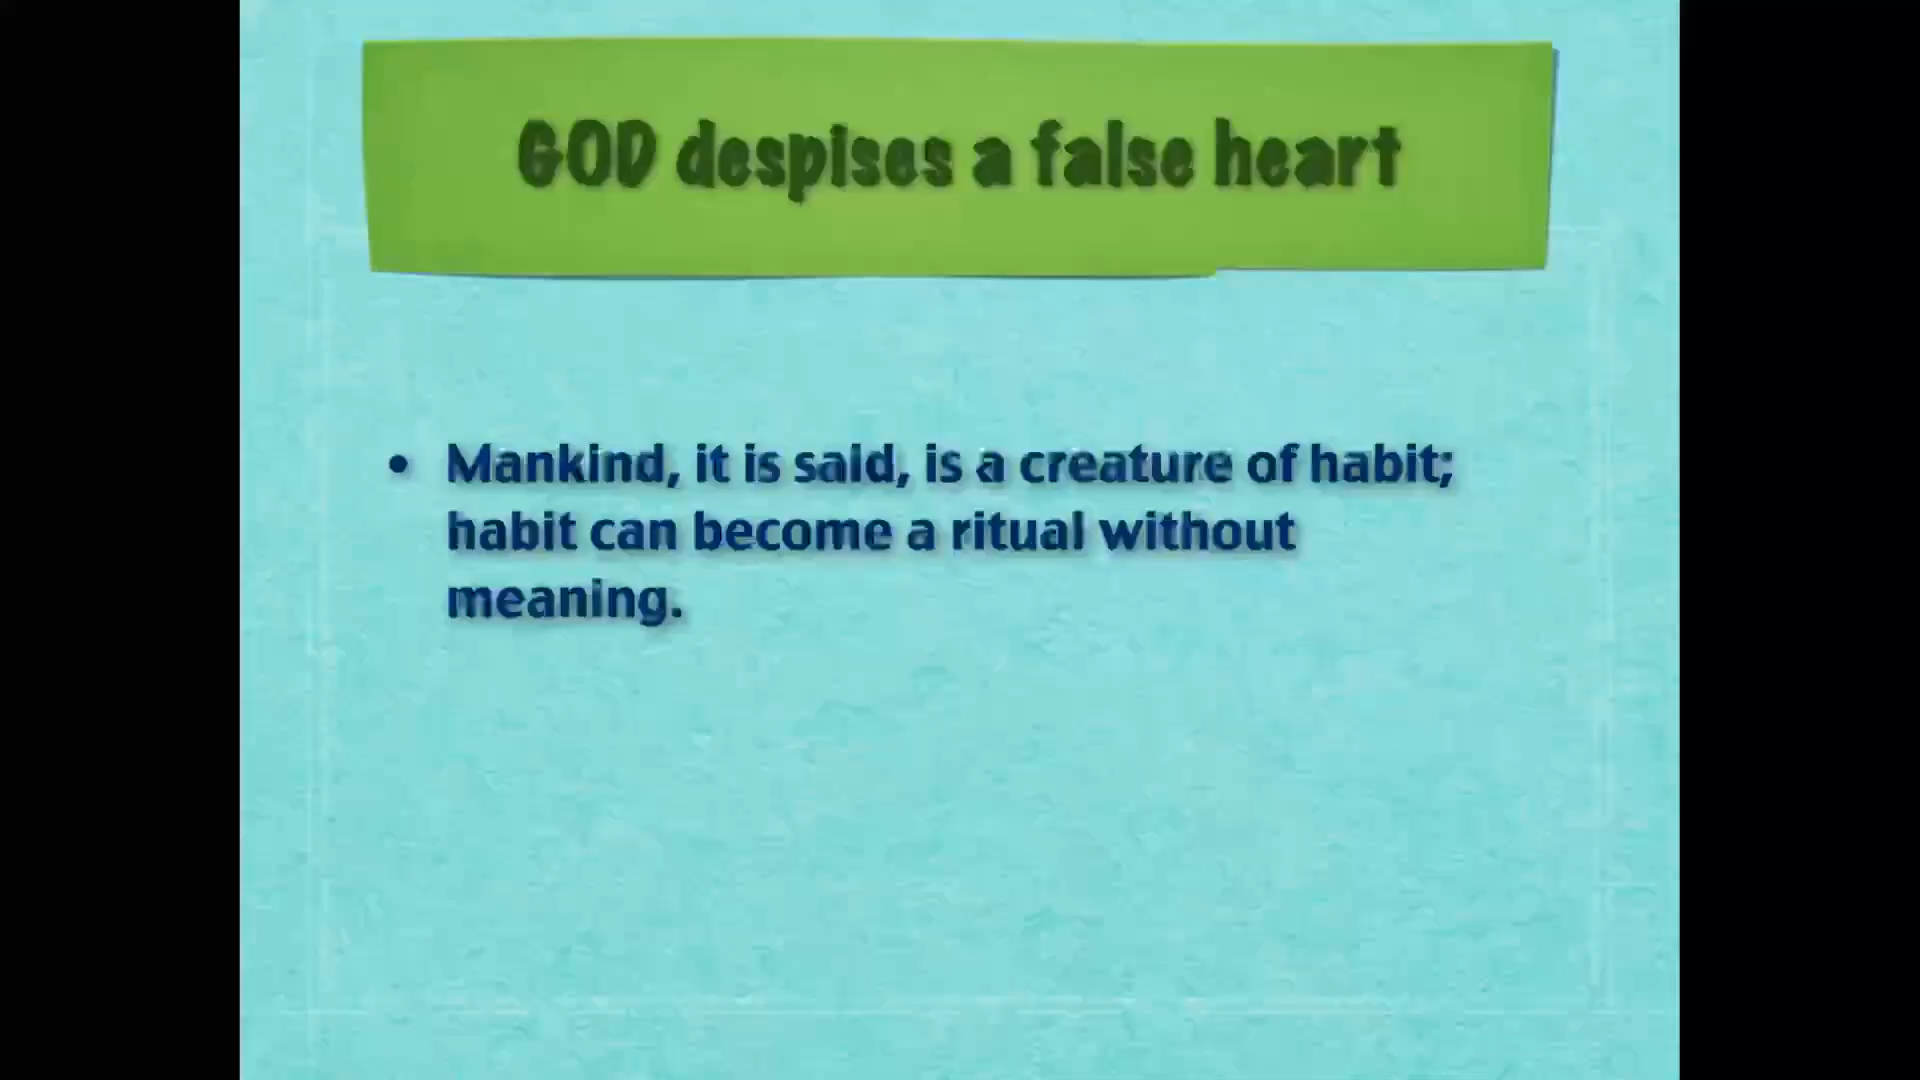 GOD despises a false heart
• Mankind, it is said, is a creature of habit;
habit can become a ritual without
meaning.